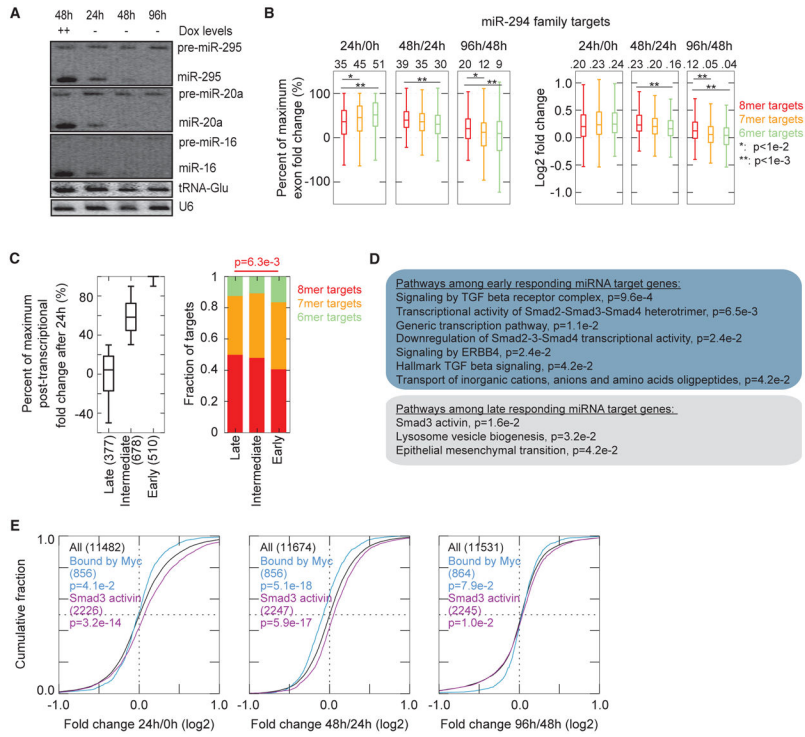 A
48h 24h 48h 96h
Dox levels
++ - - -
pre-miR-295
miR-295
pre-miR-20a
miR-20a
pre-miR-16
miR-16
tRNA-Glu
U6
B
miR-294 family targets
24h/0h 48h/24h 96h/48h
35 45 51 39 35 30 20 12 9
* ** ** * **
Percent of maximum
exon fold change (%)
100
0
-100
24h/0h 48h/24h 96h/48h
.20 .23 .24 .23 .20 .16 .12 .05 .04
** ** **
Log2 fold change
1.0
0.5
0.0
-0.5
-1.0
8mer targets
7mer targets
6mer targets
*: p<1e-2
**: p<1e-3
C
Percent of maximum
post-transcriptional
fold change after 24h (%)
80
40
0
-40
Late (377)
Intermediate
(678)
Early (510)
p=6.3e-3
Fraction of targets
1
0.8
0.6
0.4
0.2
0
Late
Intermediate
Early
8mer targets
7mer targets
6mer targets
D
Pathways among early responding miRNA target genes:
Signaling by TGF beta receptor complex, p=9.6e-4
Transcriptional activity of Smad2-Smad3-Smad4 heterotrimer, p=6.5e-3
Generic transcription pathway, p=1.1e-2
Downregulation of Smad2-3-Smad4 transcriptional activity, p=2.4e-2
Signaling by ERBB4, p=2.4e-2
Hallmark TGF beta signaling, p=4.2e-2
Transport of inorganic cations, anions and amino acids oligpeptides, p=4.2e-2
Pathways among late responding miRNA target genes:
Smad3 activin, p=1.6e-2
Lysosome vesicle biogenesis, p=3.2e-2
Epithelial mesenchymal transition, p=4.2e-2
E
Cumulative fraction
1.0
0.0
All (11482)
Bound by Myc
(856)
p=4.1e-2
Smad3 activin
(2226)
p=3.2e-14
-1.0 0.0 1.0
Fold change 24h/0h (log2)
All (11674)
Bound by Myc
(856)
p=5.1e-18
Smad3 activin
(2247)
p=5.9e-17
-1.0 0.0 1.0
Fold change 48h/24h (log2)
All (11531)
Bound by Myc
(864)
p=7.9e-2
Smad3 activin
(2245)
p=1.0e-2
-1.0 0.0 1.0
Fold change 96h/48h (log2)